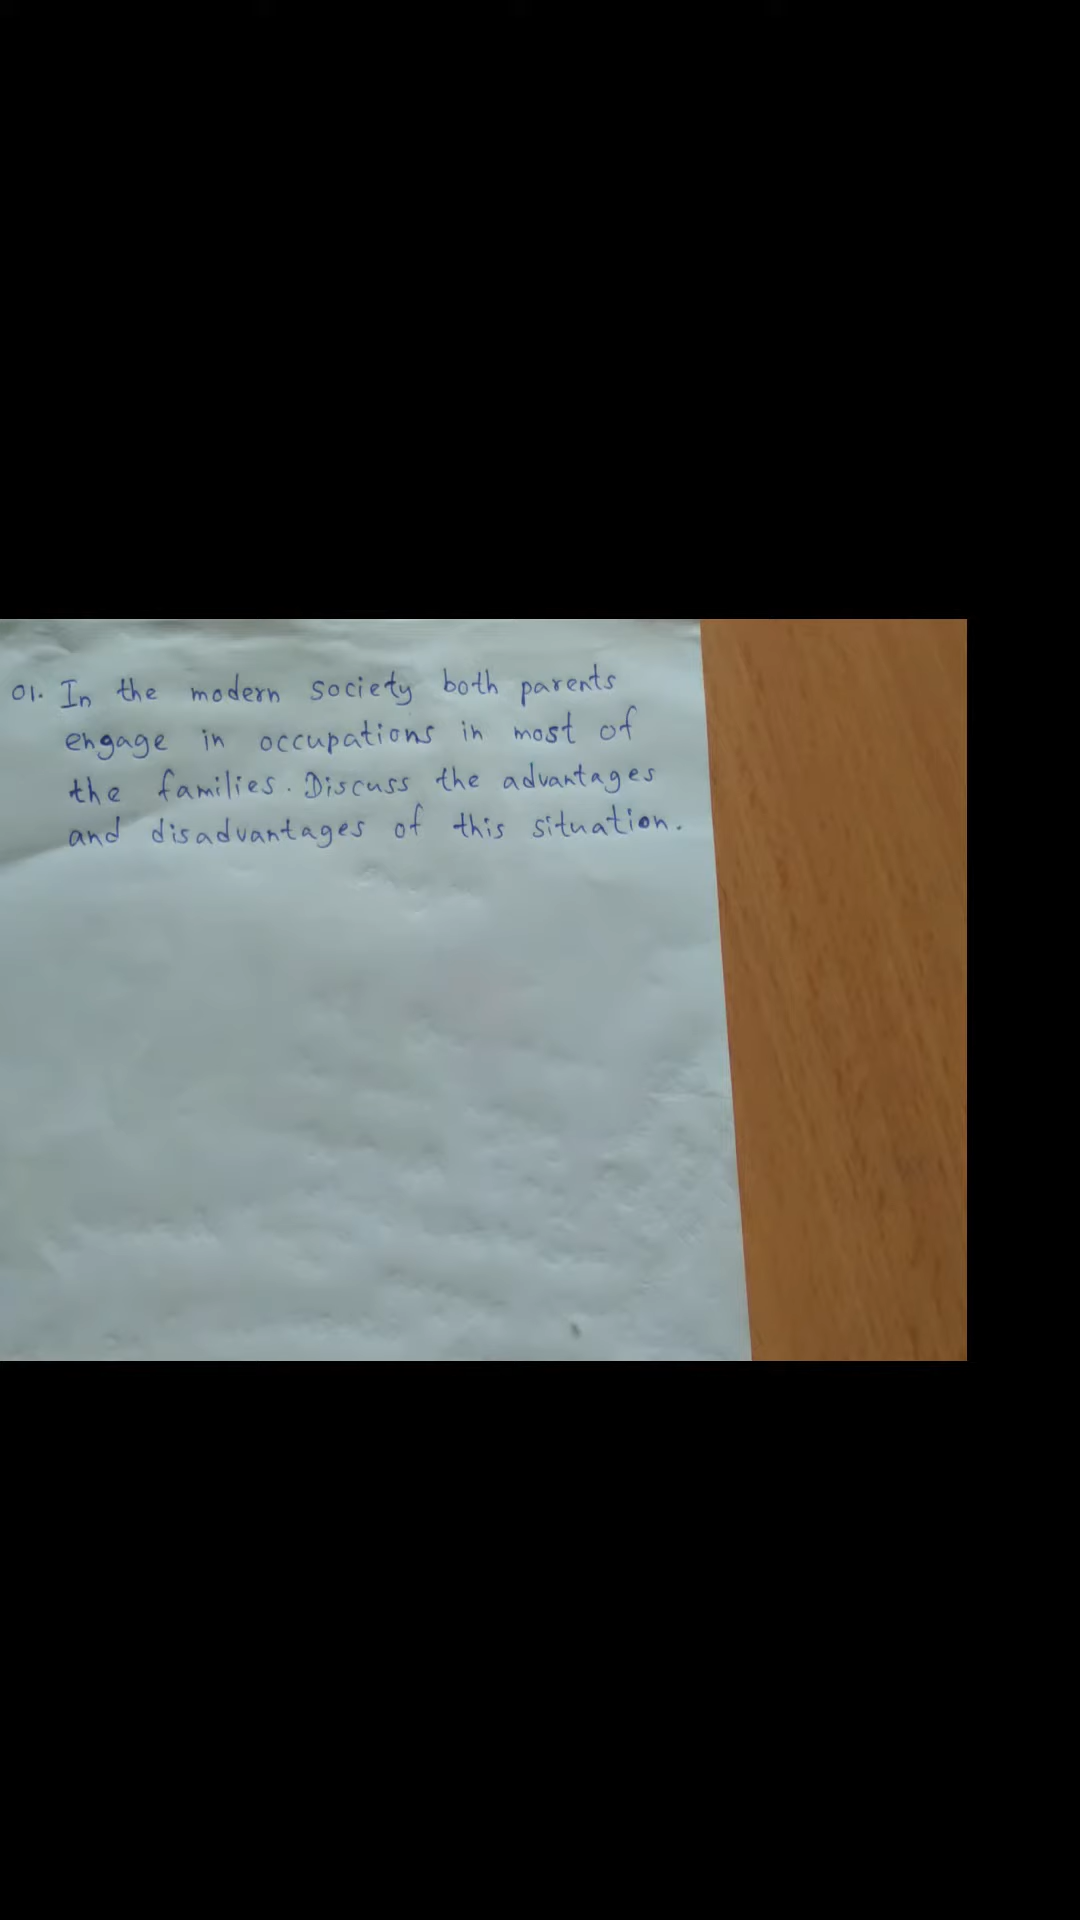 01. In the modern society both parents
engage in occupations in most of
the families. Discuss the advantages
and disadvantages of this situation.